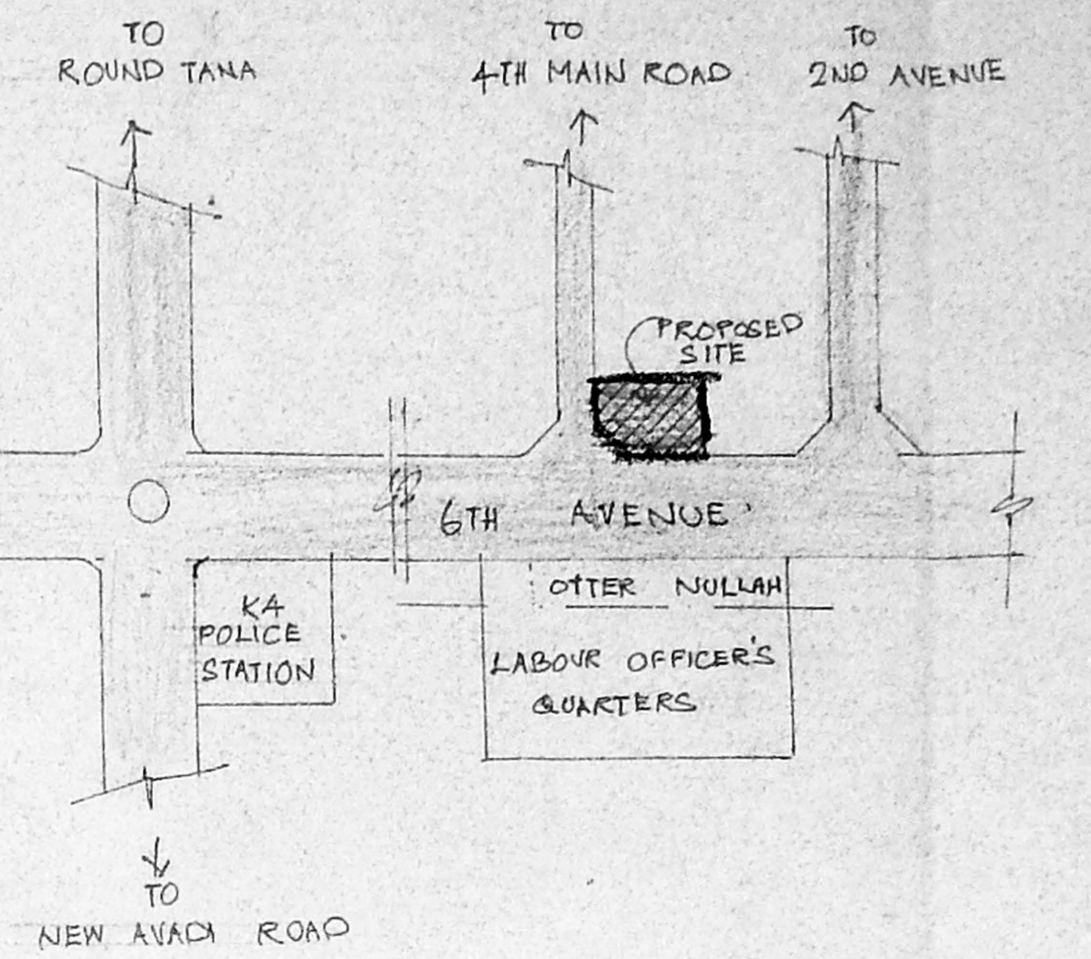 TO
ROUND TANA
TO
4TH MAIN ROAD
TO
2ND AVENUE
PROPOSED
SITE
6TH AVENUE
K4
POLICE
STATION
OTTER NULLAH
LABOUR OFFICER'S
QUARTERS
TO
NEW AVADI ROAD